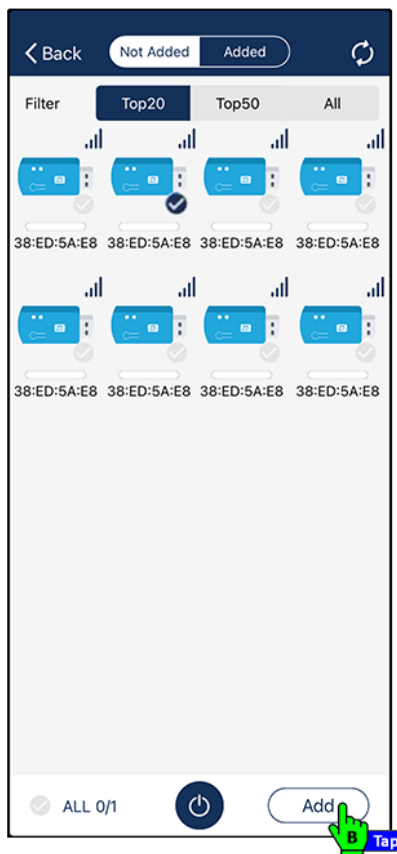 Back Not Added Added
Filter Top20 Top50 All
38:ED:5A:E8 38:ED:5A:E8 38:ED:5A:E8 38:ED:5A:E8
38:ED:5A:E8 38:ED:5A:E8 38:ED:5A:E8 38:ED:5A:E8
ALL 0/1 Add
B Tap